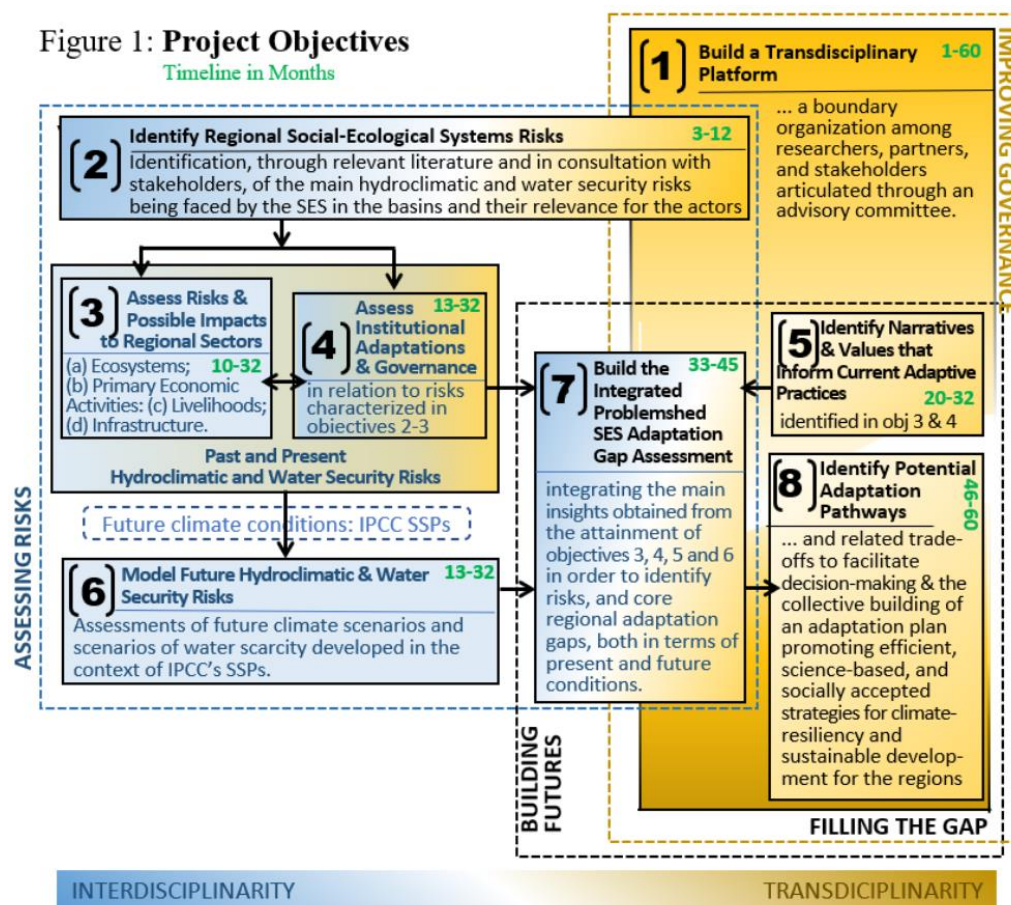 Figure 1: Project Objectives
Timeline in Months
(1)
Build a Transdisciplinary
Platform
1-60
... a boundary
organization among
researchers, partners,
and stakeholders
articulated through an
advisory committee.
IMPROVING GOVERNANCE
(2)
Identify Regional Social-Ecological Systems Risks
3-12
Identification, through relevant literature and in consultation with
stakeholders, of the main hydroclimatic and water security risks
being faced by the SES in the basins and their relevance for the actors
(3)
Assess Risks &
Possible Impacts
to Regional Sectors
(a) Ecosystems;
10-32
(b) Primary Economic
Activities: (c) Livelihoods;
(d) Infrastructure.
(4)
Assess
13-32
Institutional
Adaptations
& Governance
in relation to risks
characterized in
obiectives 2-3
Past and Present
Hydroclimatic and Water Security Risks
Future climate conditions: IPCC SSPs
(6)
Model Future Hydroclimatic & Water
Security Risks
13-32
Assessments of future climate scenarios and
scenarios of water scarcity developed in the
context of IPCC's SSPs.
ASSESSING RISKS
(7)
Build the
33-45
Integrated
Problemshed
SES Adaptation
Gap Assessment
integrating the main
insights obtained from
the attainment of
objectives 3, 4, 5 and 6
in order to identify
risks, and core
regional adaptation
gaps, both in terms of
present and future
conditions.
(5)
Identify Narratives
& Values that
Inform Current Adaptive
Practices
20-32
identified in obj 3 & 4
(8)
Identify Potential
Adaptation
Pathways
46-60
... and related trade-
offs to facilitate
decision-making & the
collective building of
an adaptation plan
promoting efficient,
science-based, and
socially accepted
strategies for climate-
resiliency and
sustainable develop-
ment for the regions
BUILDING
FUTURES
FILLING THE GAP
INTERDISCIPLINARITY
TRANSDICIPLINARITY